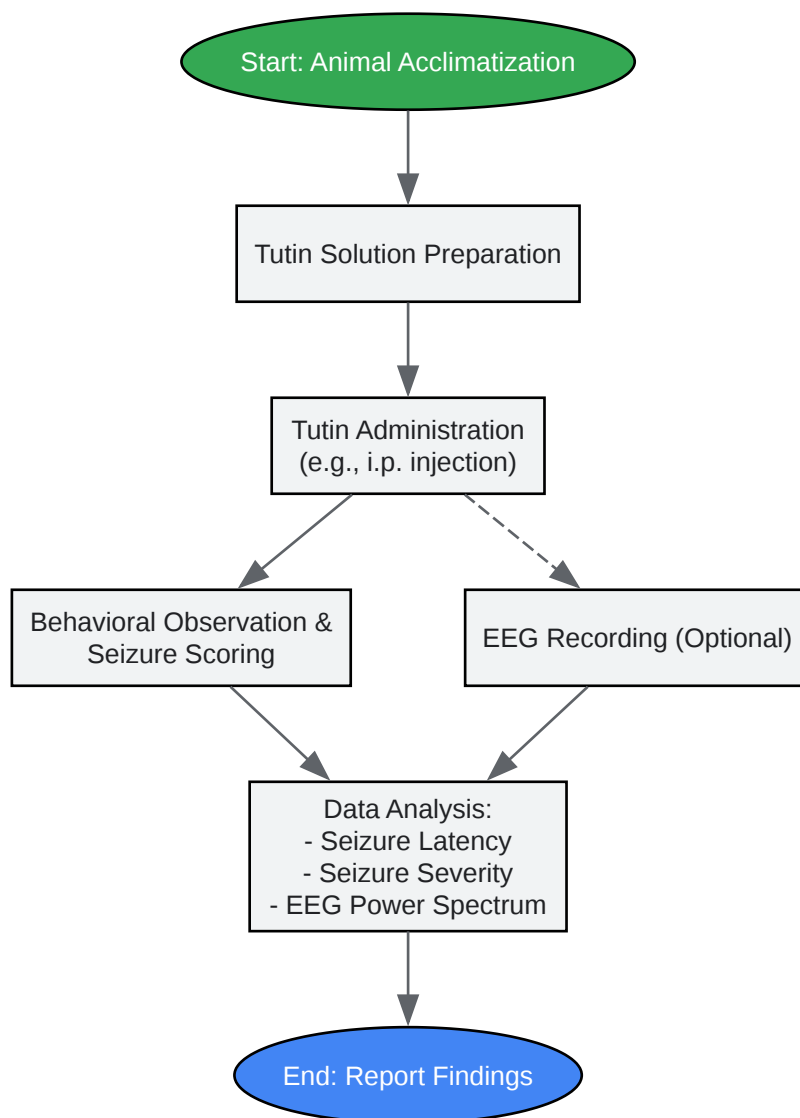 Start: Animal Acclimatization
Tutin Solution Preparation
Tutin Administration
(e.g., i.p. injection)
Behavioral Observation &
Seizure Scoring
EEG Recording (Optional)
Data Analysis:
- Seizure Latency
- Seizure Severity
- EEG Power Spectrum
End: Report Findings